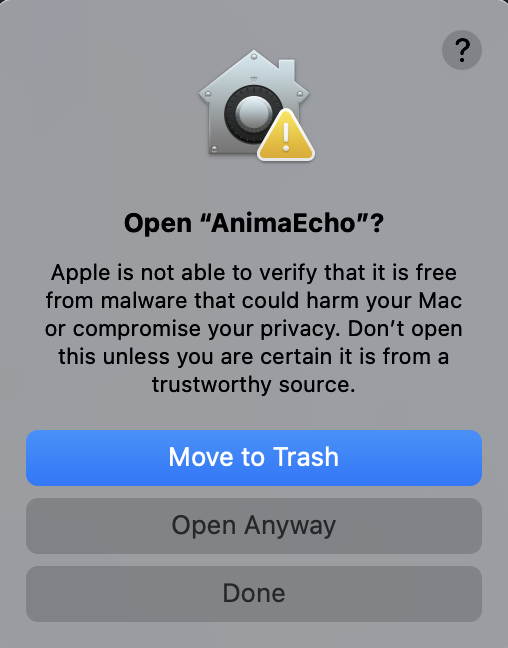 ?
Open “AnimaEcho”?
Apple is not able to verify that it is free
from malware that could harm your Mac
or compromise your privacy. Don’t open
this unless you are certain it is from a
trustworthy source.
Move to Trash
Open Anyway
Done